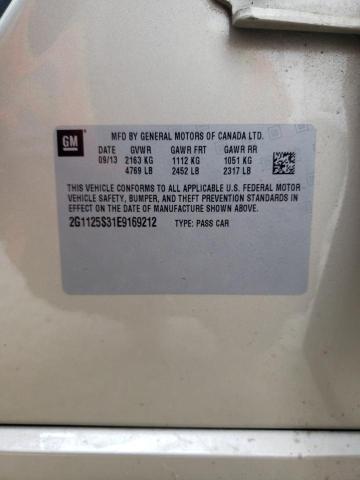 GM
MFD BY GENERAL MOTORS OF CANADA LTD.
DATE GVWR GAWR FRT GAWR RR
09/13 2163 KG 1112 KG 1051 KG
4769 LB 2452 LB 2317 LB
THIS VEHICLE CONFORMS TO ALL APPLICABLE U.S. FEDERAL MOTOR
VEHICLE SAFETY, BUMPER, AND THEFT PREVENTION STANDARDS IN
EFFECT ON THE DATE OF MANUFACTURE SHOWN ABOVE.
2G1125S31E9169212 TYPE: PASS CAR